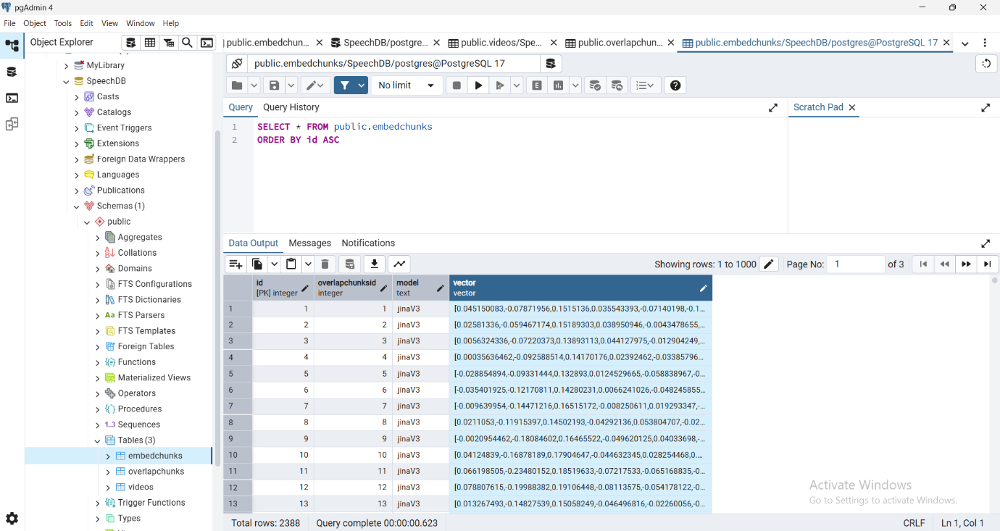 pgAdmin 4
File Object Tools Edit View Window Help
Object Explorer
public.embedchun... SpeechDB/postgre... public.videos/Spe... public.overlapchun... public.embedchunks/SpeechDB/postgres@PostgreSQL 17
public.embedchunks/SpeechDB/postgres@PostgreSQL 17
No limit
E
Query Query History
Scratch Pad
1 SELECT * FROM public.embedchunks
2 ORDER BY id ASC
MyLibrary
SpeechDB
Casts
Catalogs
Event Triggers
Extensions
Foreign Data Wrappers
Languages
Publications
Schemas (1)
public
Aggregates
Collations
Domains
FTS Configurations
FTS Dictionaries
Aa FTS Parsers
FTS Templates
Foreign Tables
Functions
Materialized Views
Operators
Procedures
1..3 Sequences
Tables (3)
embedchunks
overlapchunks
videos
Trigger Functions
Types
Data Output Messages Notifications
Showing rows: 1 to 1000 Page No: 1 of 3
id overlapchunksid model vector
[PK] integer integer text vector
1 1 1 jinaV3 [0.045150083,-0.07871956,0.1515136,0.035543393,-0.07140198,-0.1...
2 2 2 jinaV3 [0.02581336,-0.059467174,0.15189303,0.038950946,-0.0043478655,...
3 3 3 jinaV3 [0.0056324336,-0.07220373,0.13893113,0.044127975,-0.012904249,...
4 4 4 jinaV3 [0.00035636462,-0.092588514,0.14170176,0.02392462,-0.03385796...
5 5 5 jinaV3 [-0.028854894,-0.09331444,0.132893,0.0124529665,-0.058838967,-0...
6 6 6 jinaV3 [-0.035401925,-0.12170811,0.14280231,0.0066241026,-0.048245855...
7 7 7 jinaV3 [-0.009639954,-0.14471216,0.16515172,-0.008250611,0.019293347,-...
8 8 8 jinaV3 [0.0211053,-0.11915397,0.14502193,-0.04292136,0.053804707,-0.02...
9 9 9 jinaV3 [-0.0020954462,-0.18084602,0.16465522,-0.049620125,0.04033698,-...
10 10 10 jinaV3 [0.04124839,-0.16878189,0.17904647,-0.044632345,0.028254468,0....
11 11 11 jinaV3 [0.066198505,-0.23480152,0.18519633,-0.07217533,-0.065168835,-0...
12 12 12 jinaV3 [0.078807615,-0.19988382,0.19106448,-0.08113575,-0.054178122,-0...
13 13 13 jinaV3 [0.013267493,-0.14827539,0.15058249,-0.046496816,-0.02260056,-0...
Activate Windows
Go to Settings to activate Windows.
Total rows: 2388 Query complete 00:00:00.623 CRLF Ln 1, Col 1